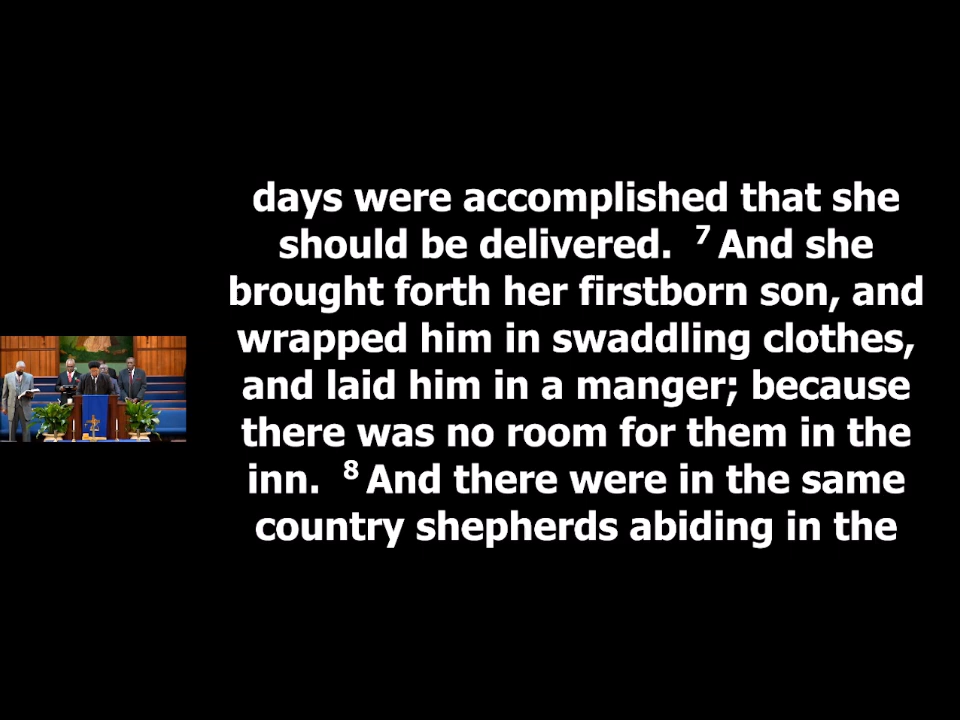 days were accomplished that she
should be delivered. 7 And she
brought forth her firstborn son, and
wrapped him in swaddling clothes,
and laid him in a manger; because
there was no room for them in the
inn. 8 And there were in the same
country shepherds abiding in the